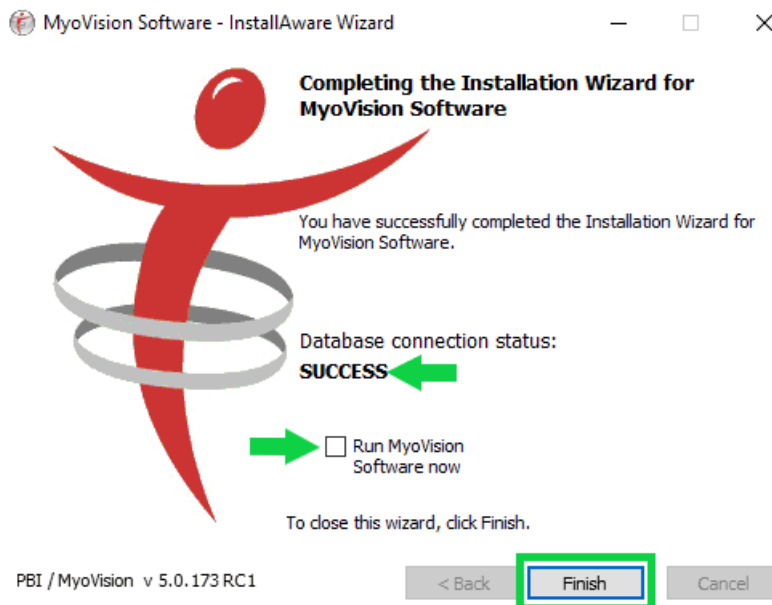 MyoVision Software - InstallAware Wizard
Completing the Installation Wizard for
MyoVision Software
You have successfully completed the Installation Wizard for
MyoVision Software.
Database connection status:
SUCCESS
Run MyoVision
Software now
To close this wizard, click Finish.
PBI / MyoVision v 5.0.173 RC1
< Back
Finish
Cancel